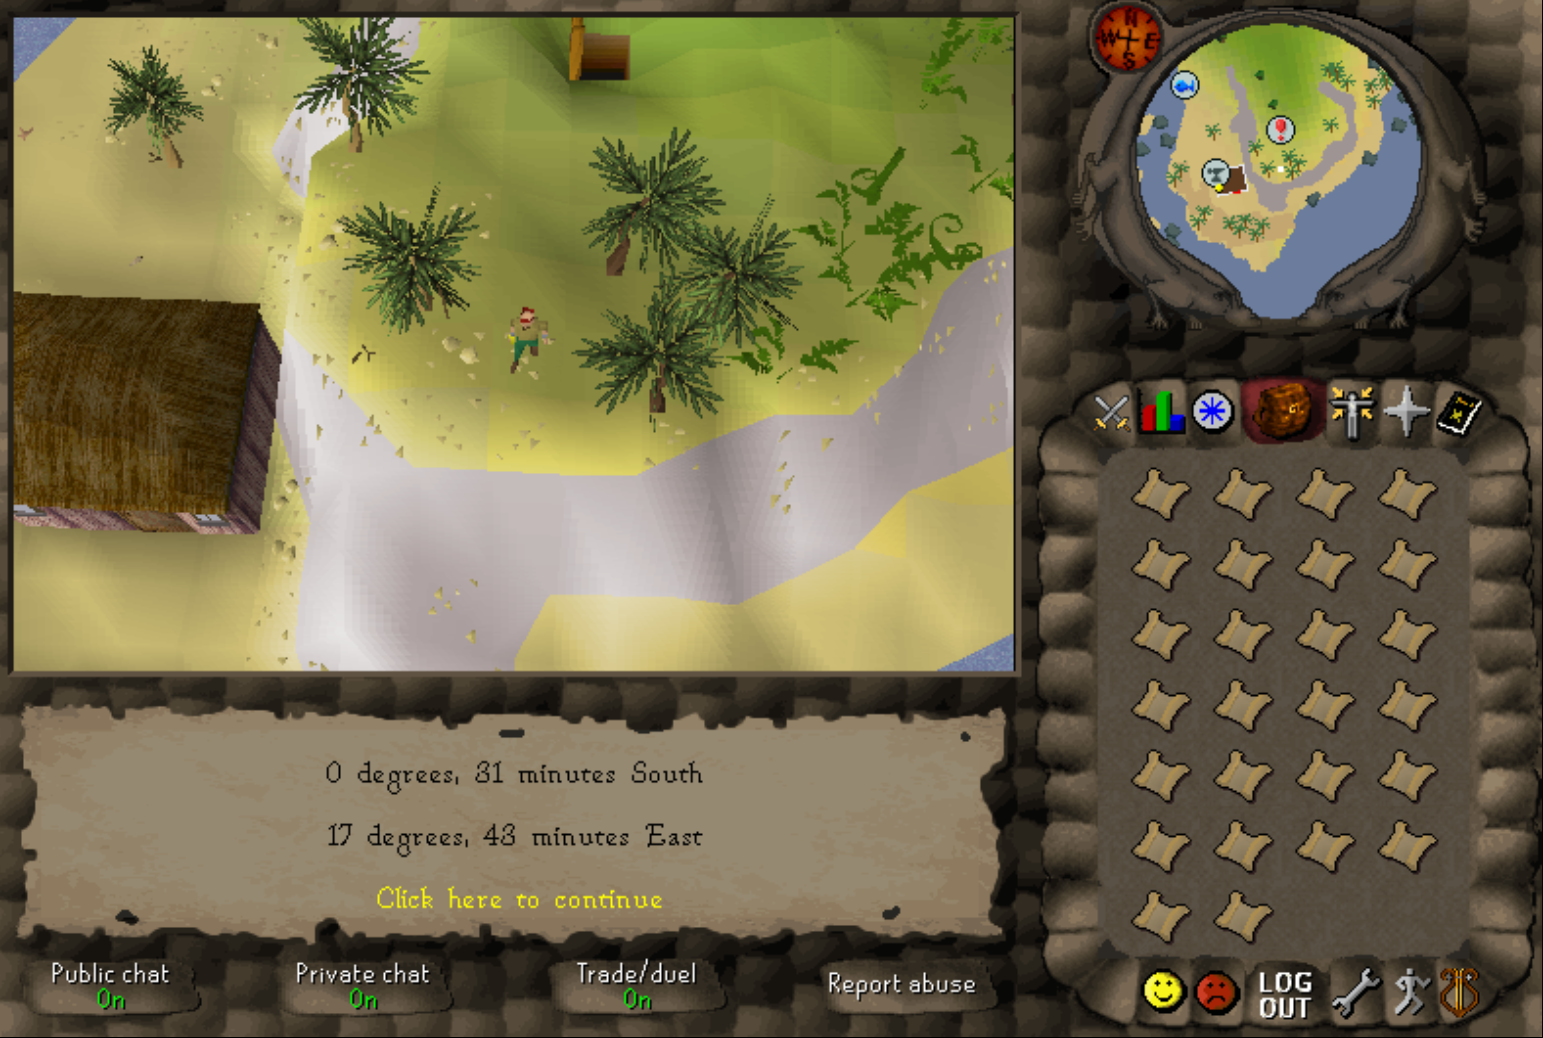 N
W E
S
0 degrees, 31 minutes South
17 degrees, 43 minutes East
Click here to continue
Public chat
On
Private chat
On
Trade/duel
On
Report abuse
LOG
OUT